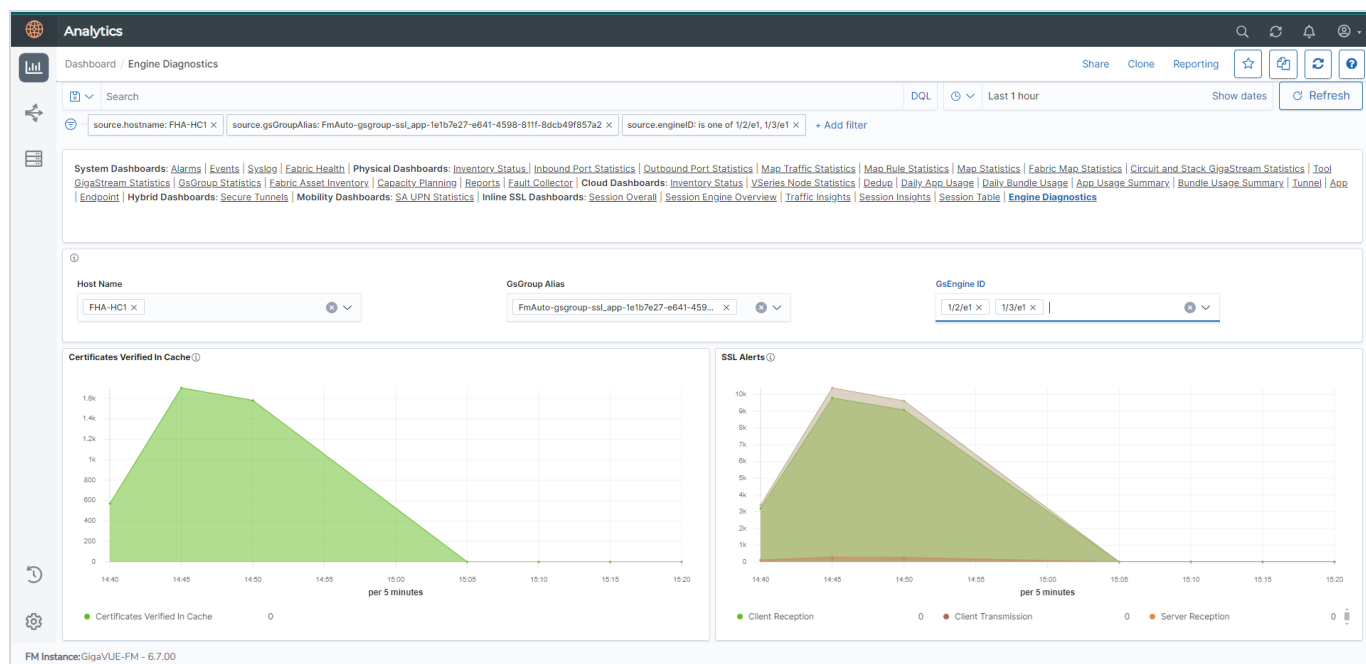 Analytics
Dashboard / Engine Diagnostics
Share Clone Reporting
Search
DQL
Last 1 hour
Show dates
Refresh
source.hostname: FHA-HC1 ×
source.gsGroupAlias: FmAuto-gsgroup-ssl_app-1e1b7e27-e641-4598-811f-8dcb49f857a2 ×
source.engineID: is one of 1/2/e1, 1/3/e1 ×
+ Add filter
System Dashboards: Alarms | Events | Syslog | Fabric Health | Physical Dashboards: Inventory Status | Inbound Port Statistics | Outbound Port Statistics | Map Traffic Statistics | Map Rule Statistics | Map Statistics | Fabric Map Statistics | Circuit and Stack GigaStream Statistics | Tool
GigaStream Statistics | GsGroup Statistics | Fabric Asset Inventory | Capacity Planning | Reports | Fault Collector | Cloud Dashboards: Inventory Status | VSeries Node Statistics | Dedup | Daily App Usage | Daily Bundle Usage | App Usage Summary | Bundle Usage Summary | Tunnel | App
| Endpoint | Hybrid Dashboards: Secure Tunnels | Mobility Dashboards: SA UPN Statistics | Inline SSL Dashboards: Session Overall | Session Engine Overview | Traffic Insights | Session Insights | Session Table | Engine Diagnostics
Host Name
FHA-HC1 ×
GsGroup Alias
FmAuto-gsgroup-ssl_app-1e1b7e27-e641-459... ×
GsEngine ID
1/2/e1 × 1/3/e1 ×
Certificates Verified In Cache
1.6k
1.4k
1.2k
1k
800
600
400
200
0
14:40 14:45 14:50 14:55 15:00 15:05 15:10 15:15 15:20
per 5 minutes
Certificates Verified In Cache 0
SSL Alerts
10k
9k
8k
7k
6k
5k
4k
3k
2k
1k
0
14:40 14:45 14:50 14:55 15:00 15:05 15:10 15:15 15:20
per 5 minutes
Client Reception 0 Client Transmission 0 Server Reception 0
FM Instance:GigaVUE-FM - 6.7.00